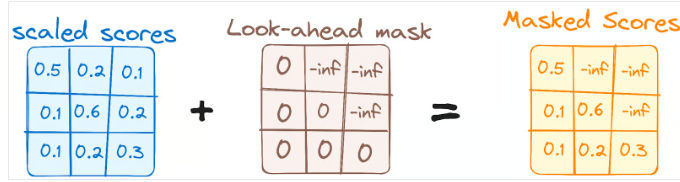 scaled scores
Look-ahead mask
Masked Scores
0.5 0.2 0.1
0.1 0.6 0.2
0.1 0.2 0.3
+
0 -inf -inf
0 0 -inf
0 0 0
=
0.5 -inf -inf
0.1 0.6 -inf
0.1 0.2 0.3